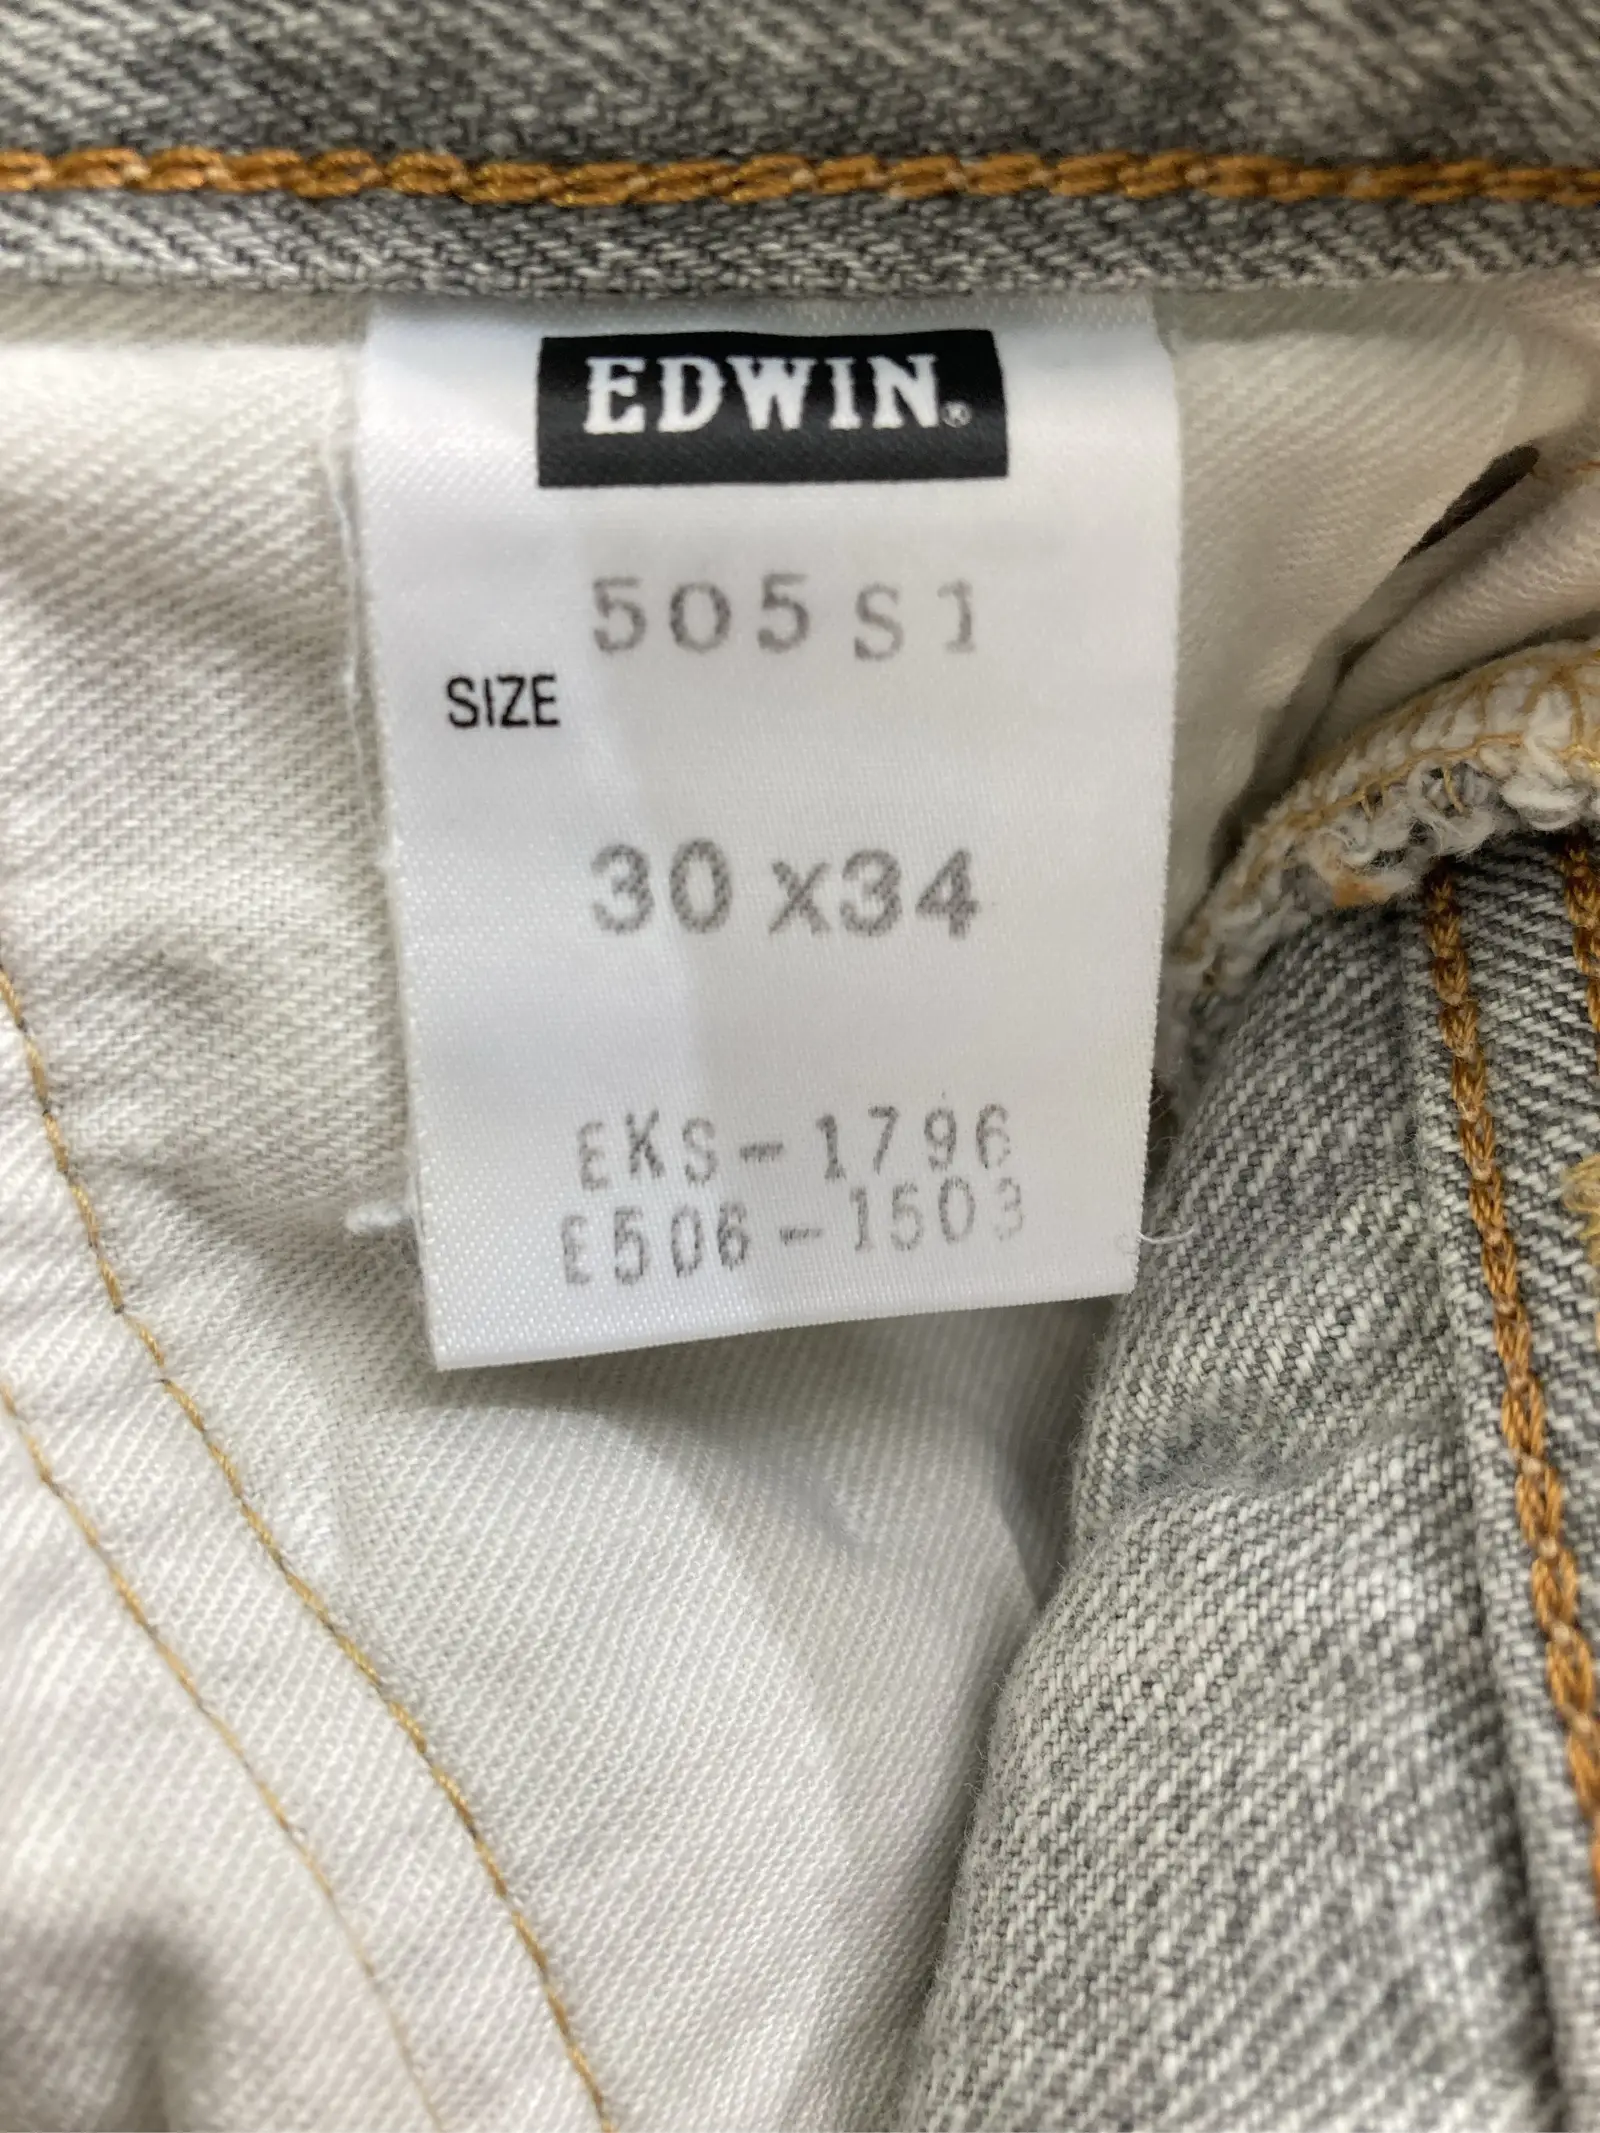 EDWIN®
505S1
SIZE
30x34
EKS-1796
E506-1503